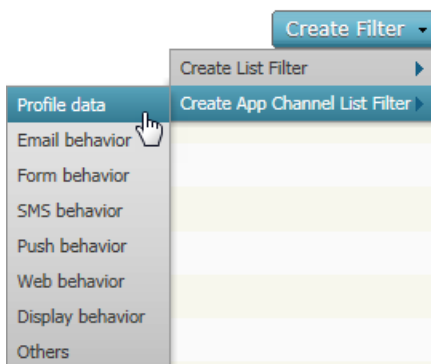 Create Filter
Create List Filter
Create App Channel List Filter
Profile data
Email behavior
Form behavior
SMS behavior
Push behavior
Web behavior
Display behavior
Others